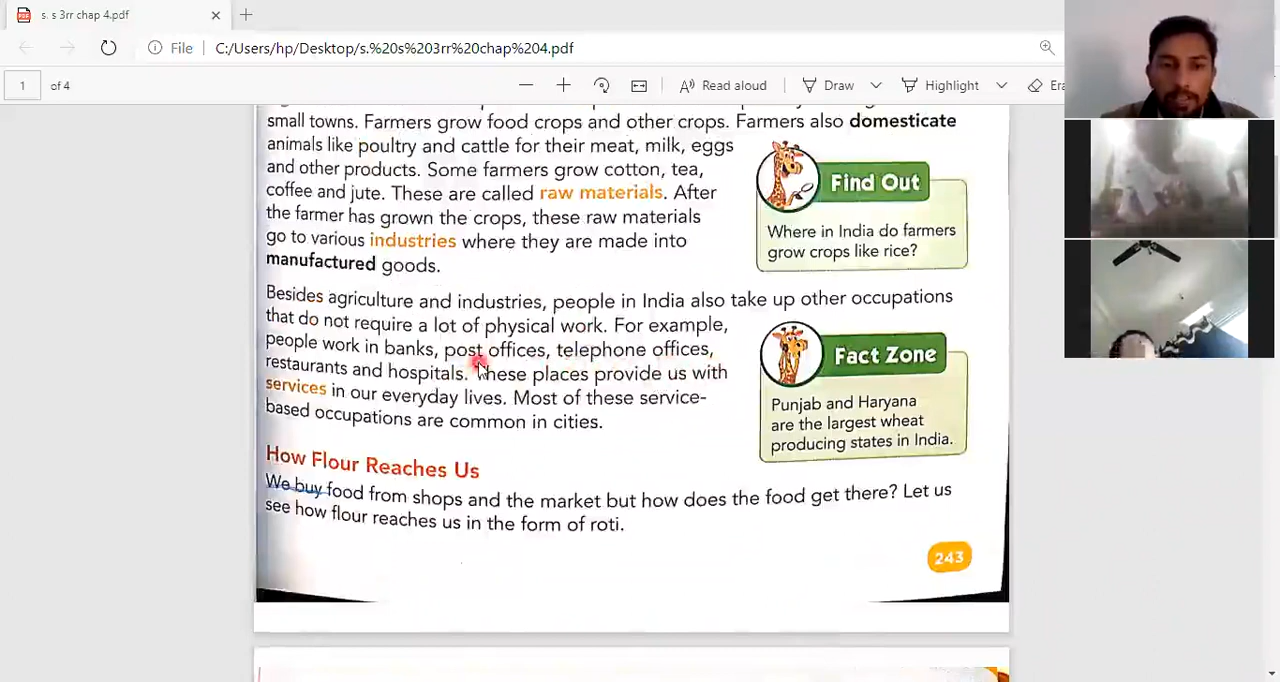 s. s 3rr chap 4.pdf
File
C:/Users/hp/Desktop/s.%20s%203rr%20chap%204.pdf
1 of 4
Read aloud
Draw
Highlight
small towns. Farmers grow food crops and other crops. Farmers also domesticate
animals like poultry and cattle for their meat, milk, eggs
and other products. Some farmers grow cotton, tea,
coffee and jute. These are called raw materials. After
the farmer has grown the crops, these raw materials
go to various industries where they are made into
manufactured goods.
Find Out
Where in India do farmers
grow crops like rice?
Besides agriculture and industries, people in India also take up other occupations
that do not require a lot of physical work. For example,
people work in banks, post offices, telephone offices,
restaurants and hospitals. These places provide us with
services in our everyday lives. Most of these service-
based occupations are common in cities.
Fact Zone
Punjab and Haryana
are the largest wheat
producing states in India.
How Flour Reaches Us
We buy food from shops and the market but how does the food get there? Let us
see how flour reaches us in the form of roti.
243